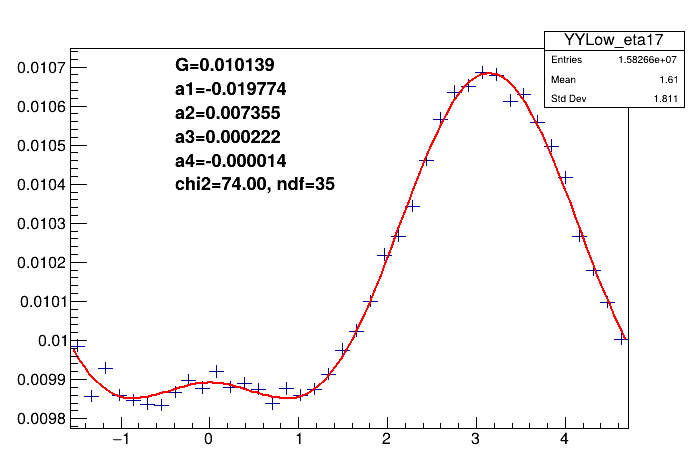 YYLow_eta17
Entries 1.58266e+07
Mean 1.61
Std Dev 1.811
G=0.010139
a1=-0.019774
a2=0.007355
a3=0.000222
a4=-0.000014
chi2=74.00, ndf=35
0.0107
0.0106
0.0105
0.0104
0.0103
0.0102
0.0101
0.01
0.0099
0.0098
−1 0 1 2 3 4